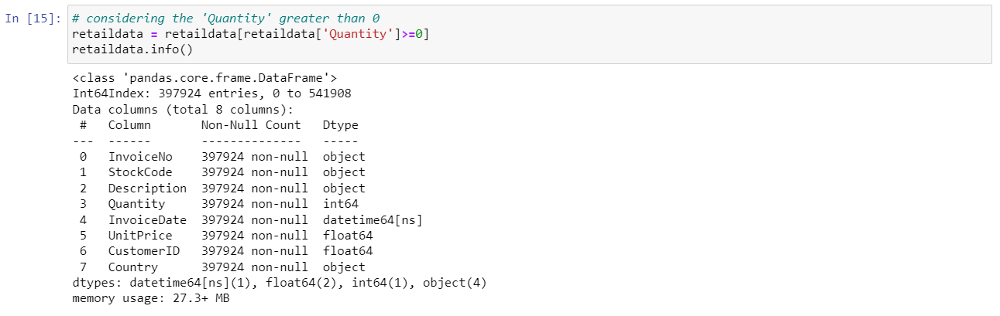 In [15]: # considering the 'Quantity' greater than 0
retaildata = retaildata[retaildata['Quantity']>=0]
retaildata.info()
<class 'pandas.core.frame.DataFrame'>
Int64Index: 397924 entries, 0 to 541908
Data columns (total 8 columns):
 #   Column       Non-Null Count   Dtype
---  ------       --------------   -----
 0   InvoiceNo    397924 non-null  object
 1   StockCode    397924 non-null  object
 2   Description  397924 non-null  object
 3   Quantity     397924 non-null  int64
 4   InvoiceDate  397924 non-null  datetime64[ns]
 5   UnitPrice    397924 non-null  float64
 6   CustomerID   397924 non-null  float64
 7   Country      397924 non-null  object
dtypes: datetime64[ns](1), float64(2), int64(1), object(4)
memory usage: 27.3+ MB